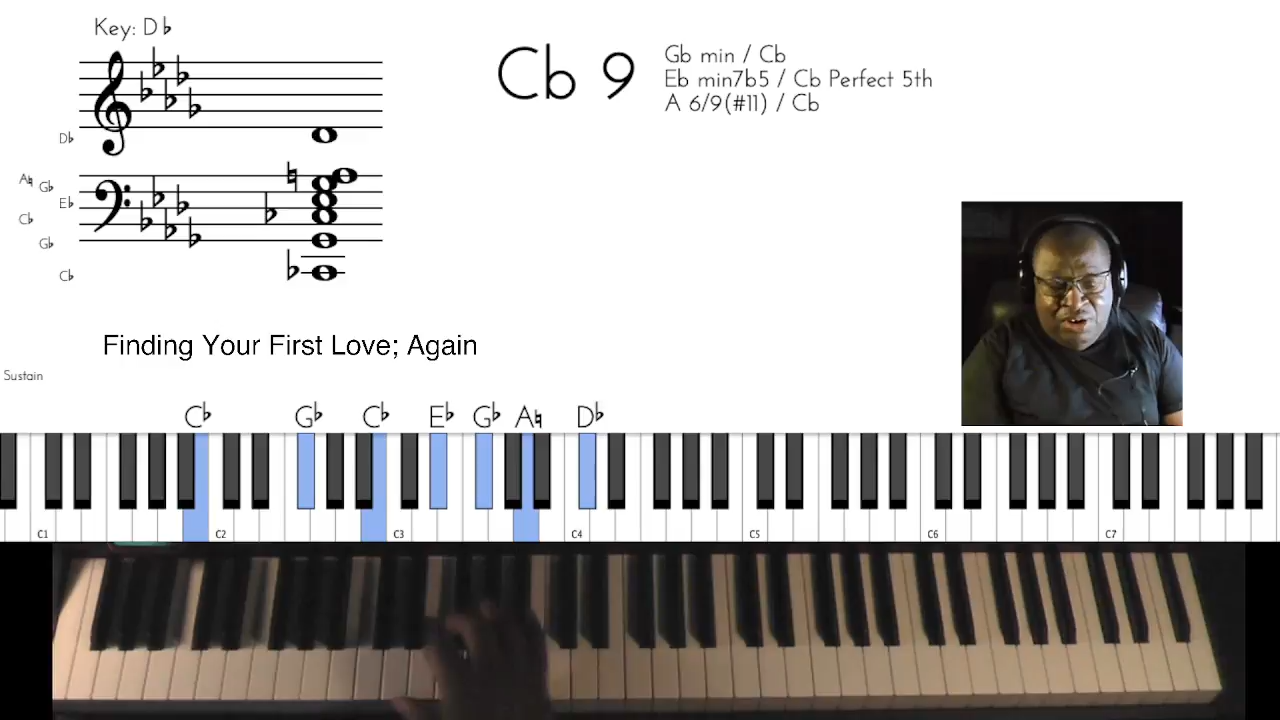 Key: D♭
Cb 9
Gb min / Cb
Eb min7b5 / Cb Perfect 5th
A 6/9(#11) / Cb
D♭
A♮
G♭
E♭
C♭
G♭
C♭
Finding Your First Love; Again
Sustain
C♭ G♭ C♭ E♭ G♭ A♮ D♭
C1 C2 C3 C4 C5 C6 C7